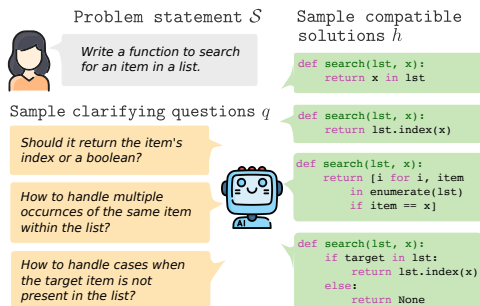 Problem statement S
Write a function to search
for an item in a list.
Sample clarifying questions q
Should it return the item's
index or a boolean?
How to handle multiple
occurnces of the same item
within the list?
How to handle cases when
the target item is not
present in the list?
AI
Sample compatible
solutions h
def search(lst, x):
    return x in lst
def search(lst, x):
    return lst.index(x)
def search(lst, x):
    return [i for i, item
        in enumerate(lst)
        if item == x]
def search(lst, x):
    if target in lst:
        return lst.index(x)
    else:
        return None